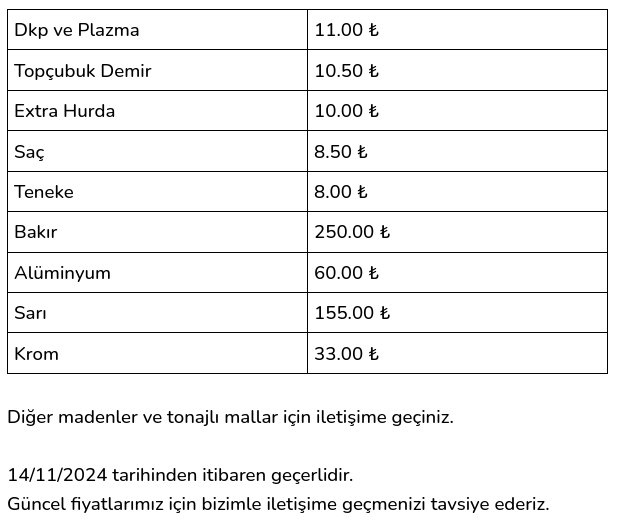 Dkp ve Plazma 11.00 ₺
Topçubuk Demir 10.50 ₺
Extra Hurda 10.00 ₺
Saç 8.50 ₺
Teneke 8.00 ₺
Bakır 250.00 ₺
Alüminyum 60.00 ₺
Sarı 155.00 ₺
Krom 33.00 ₺
Diğer madenler ve tonajlı mallar için iletişime geçiniz.
14/11/2024 tarihinden itibaren geçerlidir.
Güncel fiyatlarımız için bizimle iletişime geçmenizi tavsiye ederiz.